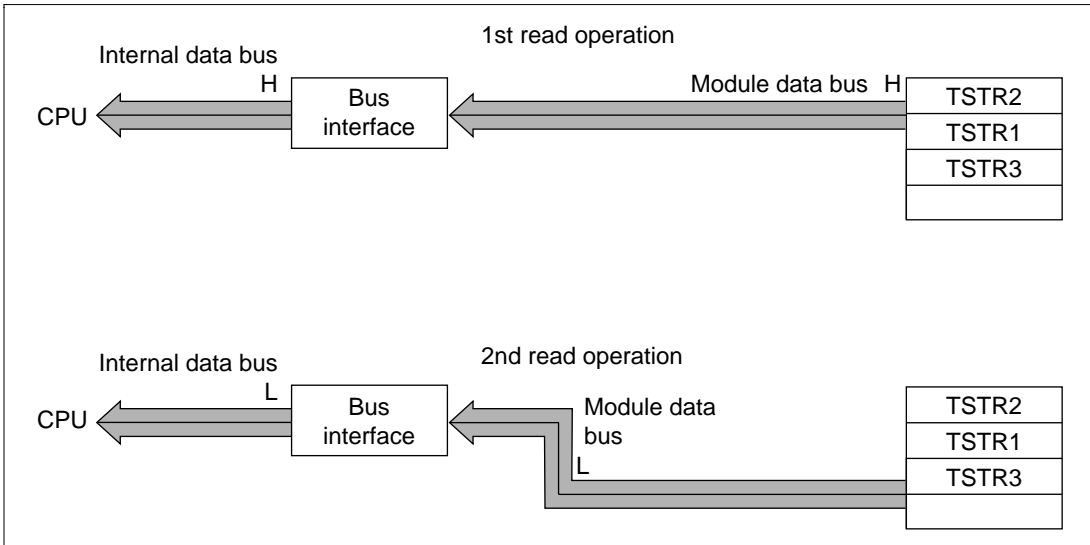 1st read operation
Internal data bus
H
Module data bus H
CPU
Bus
interface
TSTR2
TSTR1
TSTR3
2nd read operation
Internal data bus
L
Module data
bus
L
CPU
Bus
interface
TSTR2
TSTR1
TSTR3